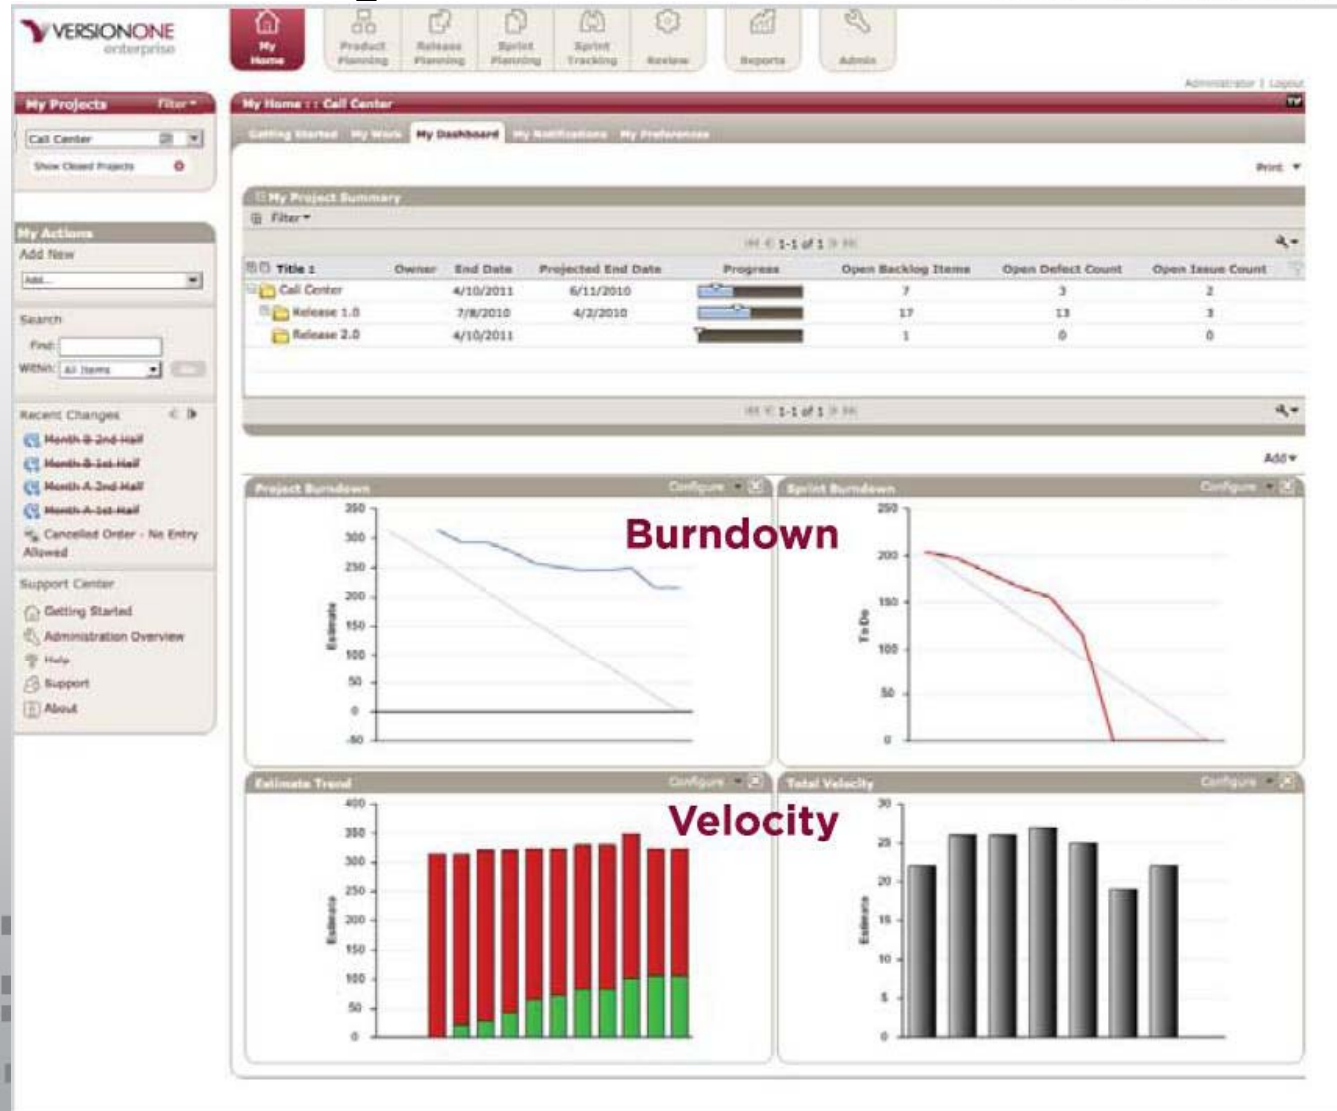 VERSIONONE
enterprise
My Home
Product Planning
Release Planning
Sprint Planning
Sprint Tracking
Review
Reports
Admin
Administrator | Logout
My Projects Filter
Call Center
Show Closed Projects
My Home : : Call Center
Getting Started My Work My Dashboard My Notifications My Preferences
Print
My Project Summary
Filter
1-1 of 1
Title Owner End Date Projected End Date Progress Open Backlog Items Open Defect Count Open Issue Count
Call Center 4/10/2011 6/11/2010 7 3 2
Release 1.0 7/8/2010 4/2/2010 17 13 3
Release 2.0 4/10/2011 1 0 0
1-1 of 1
Add
My Actions
Add New
Add...
Search
Find:
Within: All Items
Recent Changes
Month B 2nd Half
Month B 1st Half
Month A 2nd Half
Month A 1st Half
Cancelled Order - No Entry
Allowed
Support Center
Getting Started
Administration Overview
Help
Support
About
Project Burndown Configure
350
300
250
200
150
100
50
0
-50
Estimate
Burndown
Sprint Burndown Configure
250
200
150
100
50
0
To Do
Estimate Trend Configure
400
350
300
250
200
150
100
50
0
Estimate
Velocity
Total Velocity Configure
30
25
20
15
10
5
0
Estimate